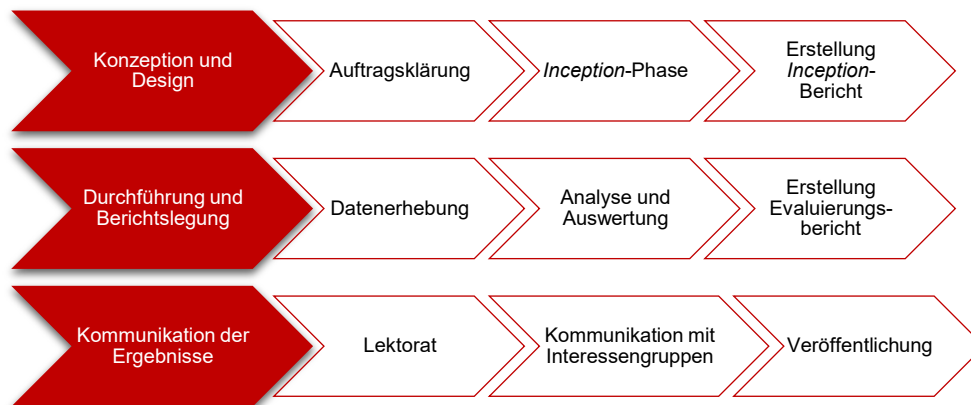 Konzeption und
Design
Auftragsklärung
Inception-Phase
Erstellung
Inception-
Bericht
Durchführung und
Berichtslegung
Datenerhebung
Analyse und
Auswertung
Erstellung
Evaluierungs-
bericht
Kommunikation der
Ergebnisse
Lektorat
Kommunikation mit
Interessengruppen
Veröffentlichung